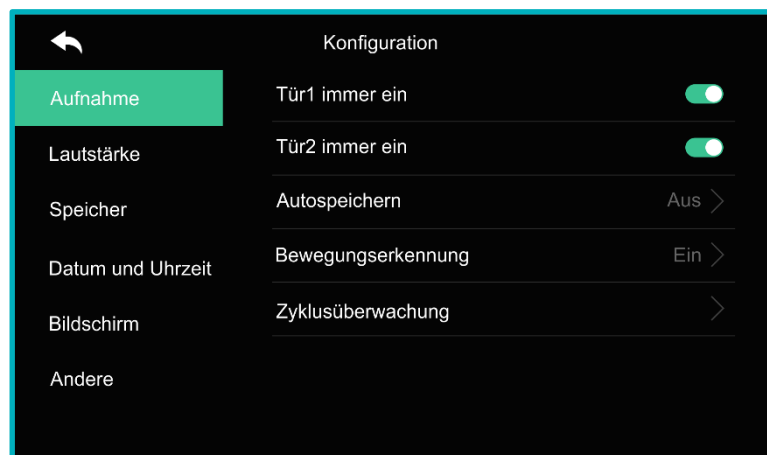 Konfiguration
Aufnahme
Lautstärke
Speicher
Datum und Uhrzeit
Bildschirm
Andere
Tür1 immer ein
Tür2 immer ein
Autospeichern Aus
Bewegungserkennung Ein
Zyklusüberwachung